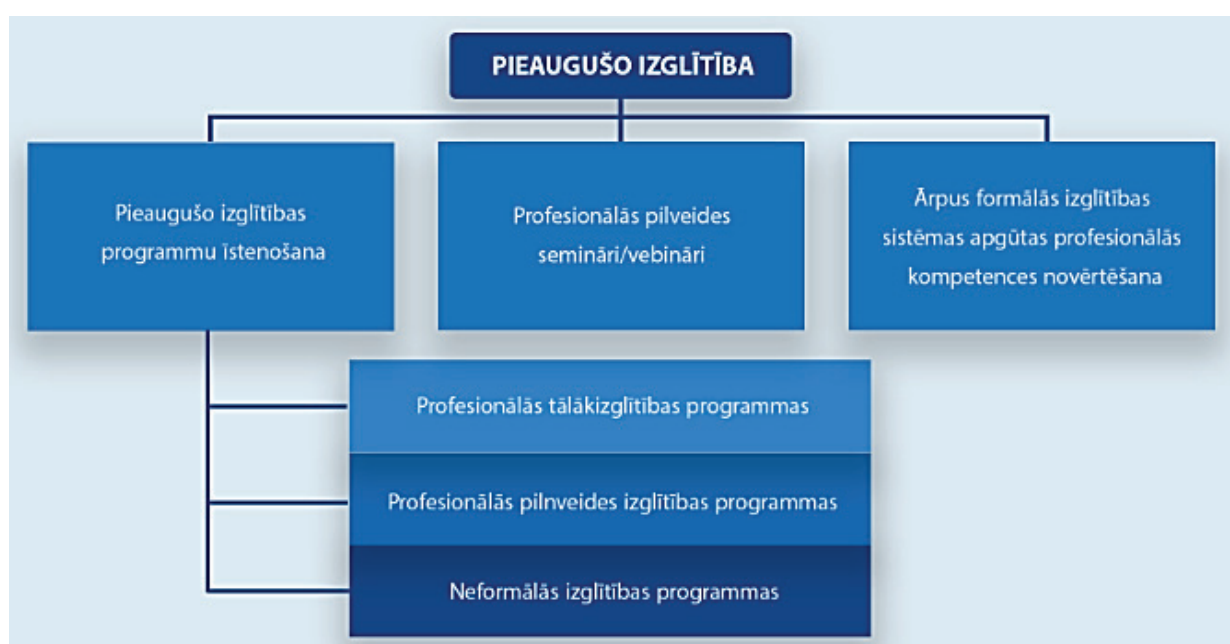 PIEAUGUŠO IZGLĪTĪBA
Pieaugušo izglītības
programmu īstenošana
Profesionālās pilveides
semināri/vebināri
Ārpus formālās izglītības
sistēmas apgūtas profesionālās
kompetences novērtēšana
Profesionālās tālākizglītības programmas
Profesionālās pilnveides izglītības programmas
Neformālās izglītības programmas